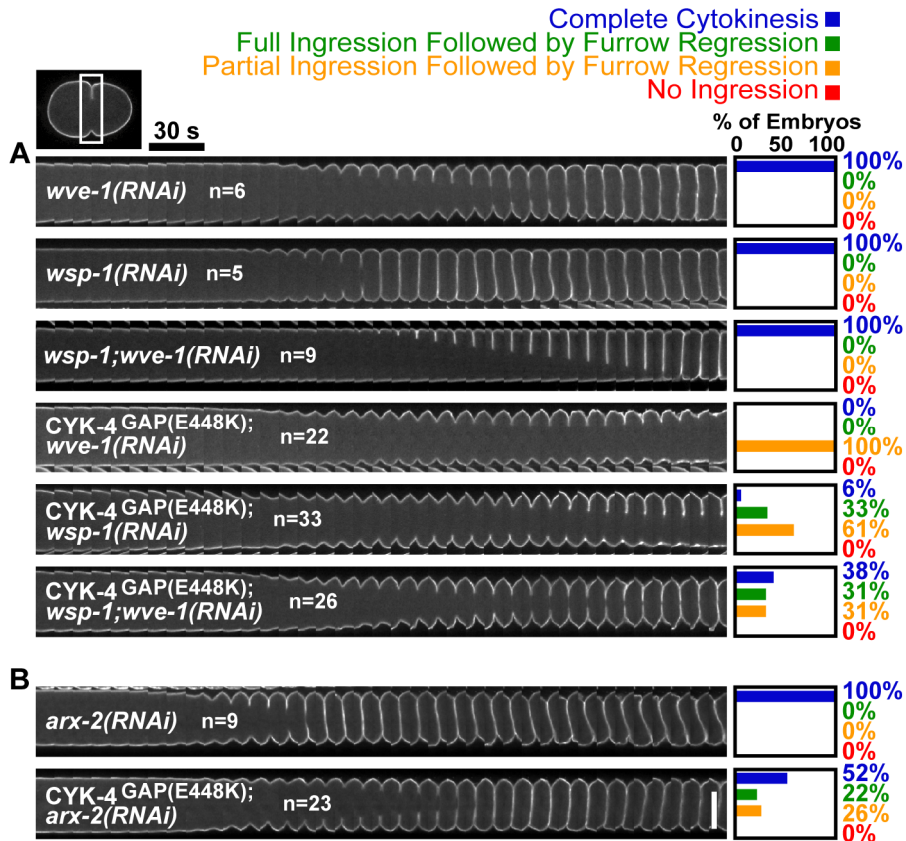 Complete Cytokinesis
Full Ingression Followed by Furrow Regression
Partial Ingression Followed by Furrow Regression
No Ingression
30 s
% of Embryos
0 50 100
A
wve-1(RNAi) n=6
100%
0%
0%
0%
wsp-1(RNAi) n=5
100%
0%
0%
0%
wsp-1;wve-1(RNAi) n=9
100%
0%
0%
0%
CYK-4 GAP(E448K);
wve-1(RNAi) n=22
0%
0%
100%
0%
CYK-4 GAP(E448K);
wsp-1(RNAi) n=33
6%
33%
61%
0%
CYK-4 GAP(E448K);
wsp-1;wve-1(RNAi) n=26
38%
31%
31%
0%
B
arx-2(RNAi) n=9
100%
0%
0%
0%
CYK-4 GAP(E448K);
arx-2(RNAi) n=23
52%
22%
26%
0%